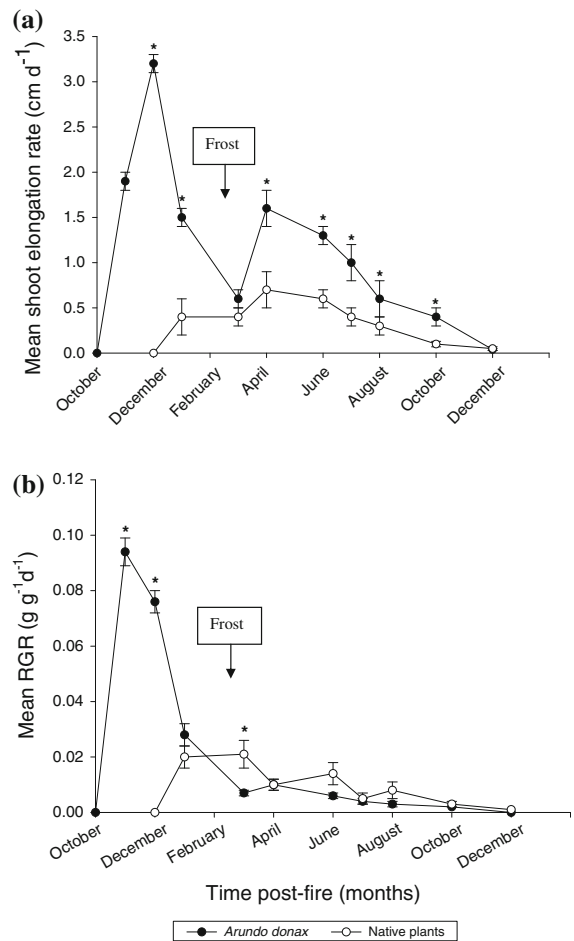 (a)
Mean shoot elongation rate (cm d⁻¹)
3.5
3.0
2.5
2.0
1.5
1.0
0.5
0.0
*
*
Frost
*
*
*
*
*
October
December
February
April
June
August
October
December
(b)
Mean RGR (g g⁻¹d⁻¹)
0.12
0.10
0.08
0.06
0.04
0.02
0.00
*
*
Frost
*
October
December
February
April
June
August
October
December
Time post-fire (months)
Arundo donax
Native plants